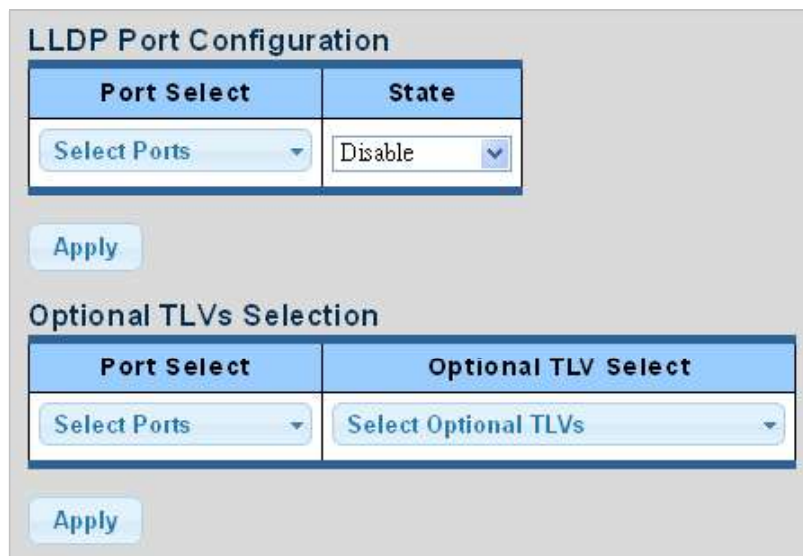 LLDP Port Configuration
Port Select State
Select Ports Disable
Apply
Optional TLVs Selection
Port Select Optional TLV Select
Select Ports Select Optional TLVs
Apply